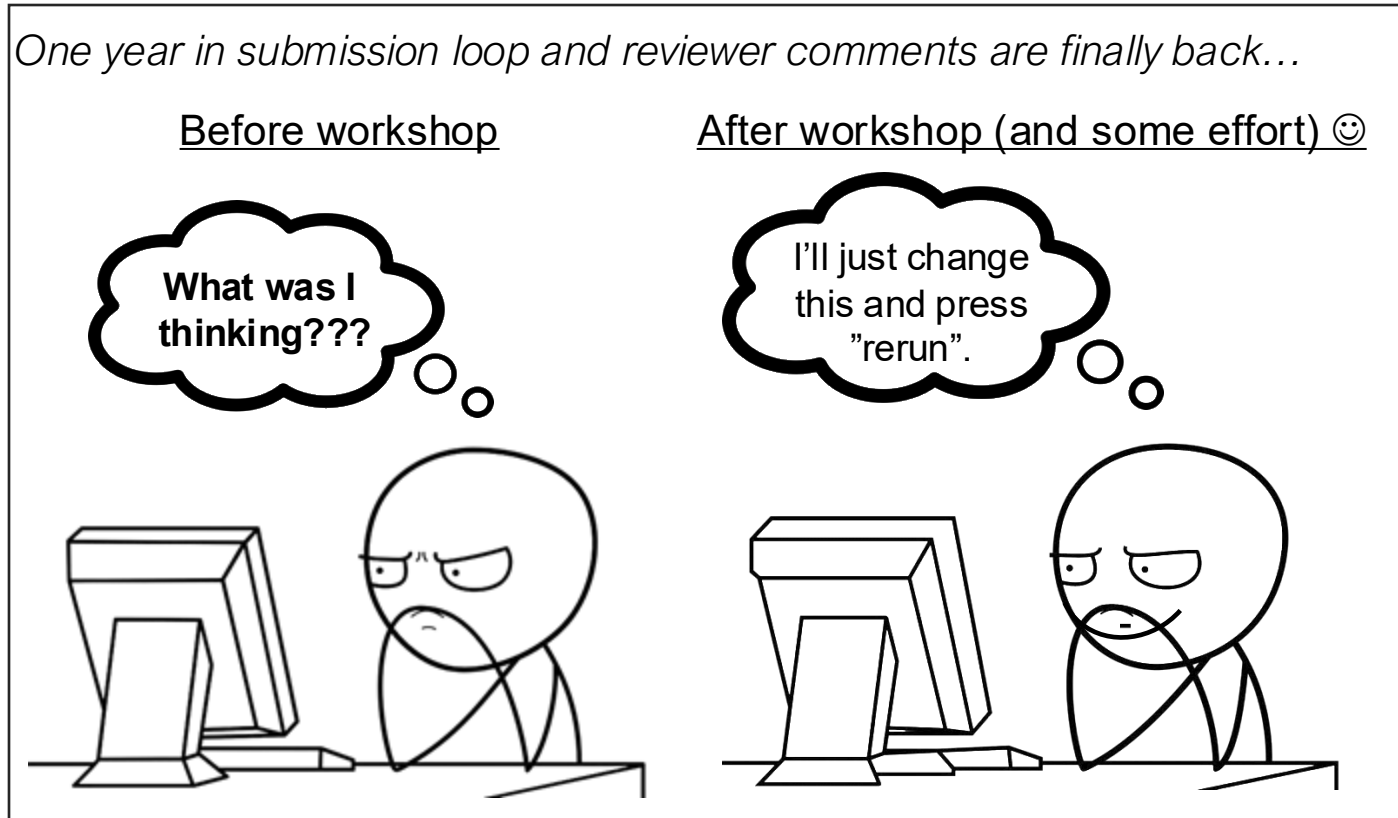 One year in submission loop and reviewer comments are finally back…
Before workshop
What was I
thinking???
After workshop (and some effort) ☺
I’ll just change
this and press
”rerun”.